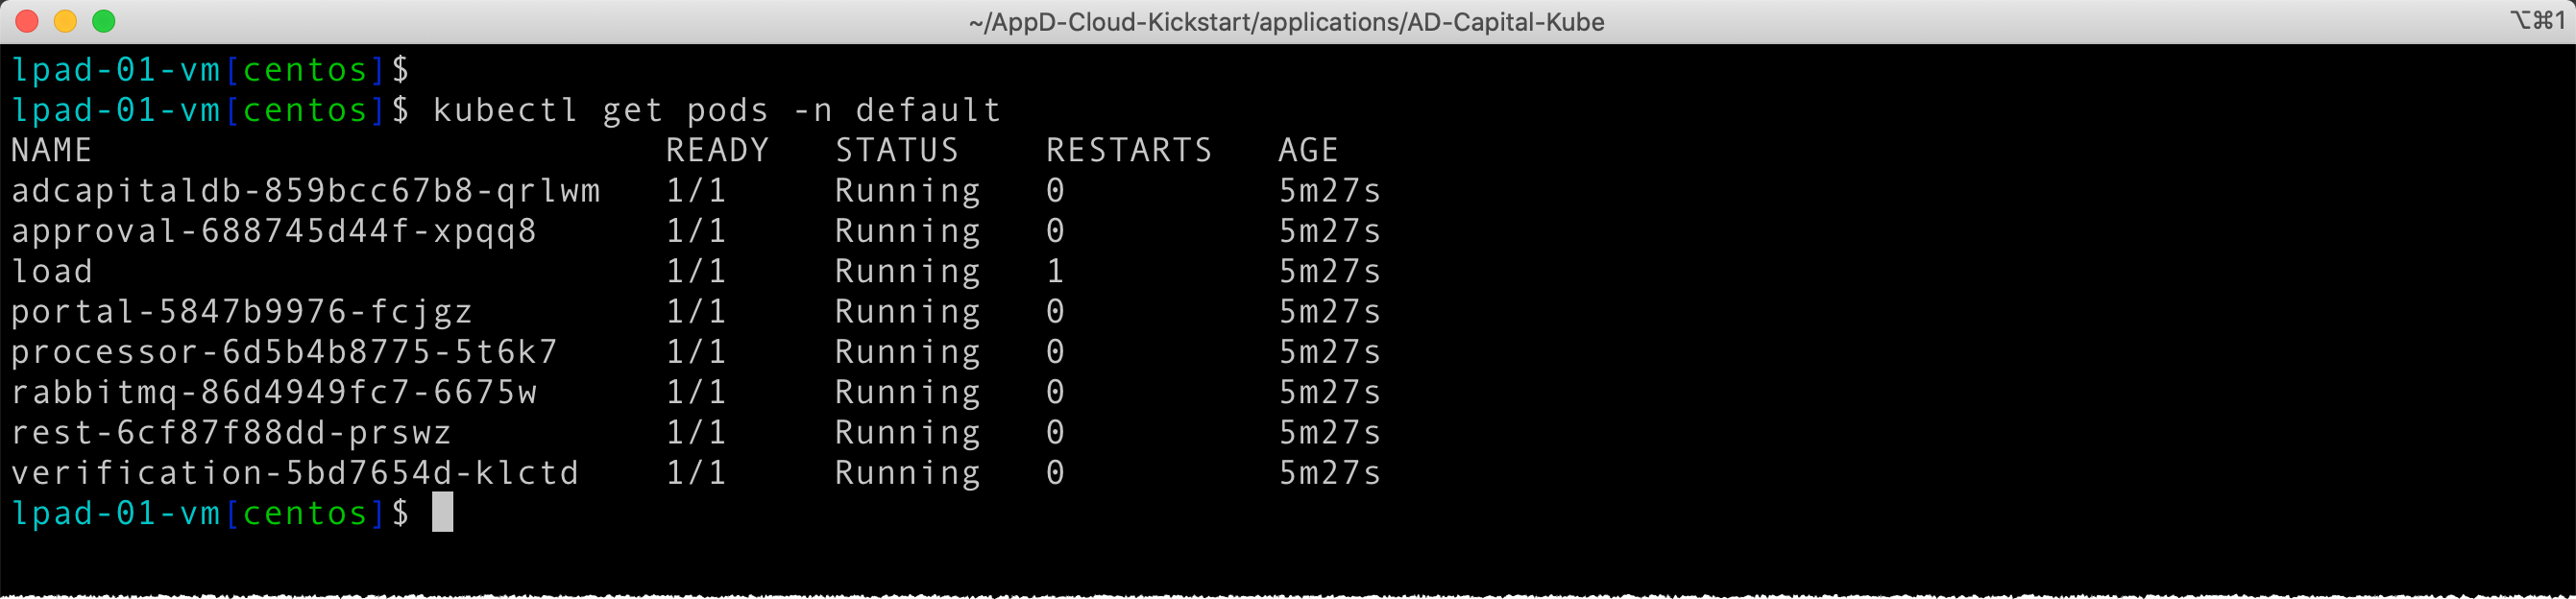 ~/AppD-Cloud-Kickstart/applications/AD-Capital-Kube ⌥⌘1
lpad-01-vm[centos]$
lpad-01-vm[centos]$ kubectl get pods -n default
NAME READY STATUS RESTARTS AGE
adcapitaldb-859bcc67b8-qrlwm 1/1 Running 0 5m27s
approval-688745d44f-xpqq8 1/1 Running 0 5m27s
load 1/1 Running 1 5m27s
portal-5847b9976-fcjgz 1/1 Running 0 5m27s
processor-6d5b4b8775-5t6k7 1/1 Running 0 5m27s
rabbitmq-86d4949fc7-6675w 1/1 Running 0 5m27s
rest-6cf87f88dd-prswz 1/1 Running 0 5m27s
verification-5bd7654d-klctd 1/1 Running 0 5m27s
lpad-01-vm[centos]$